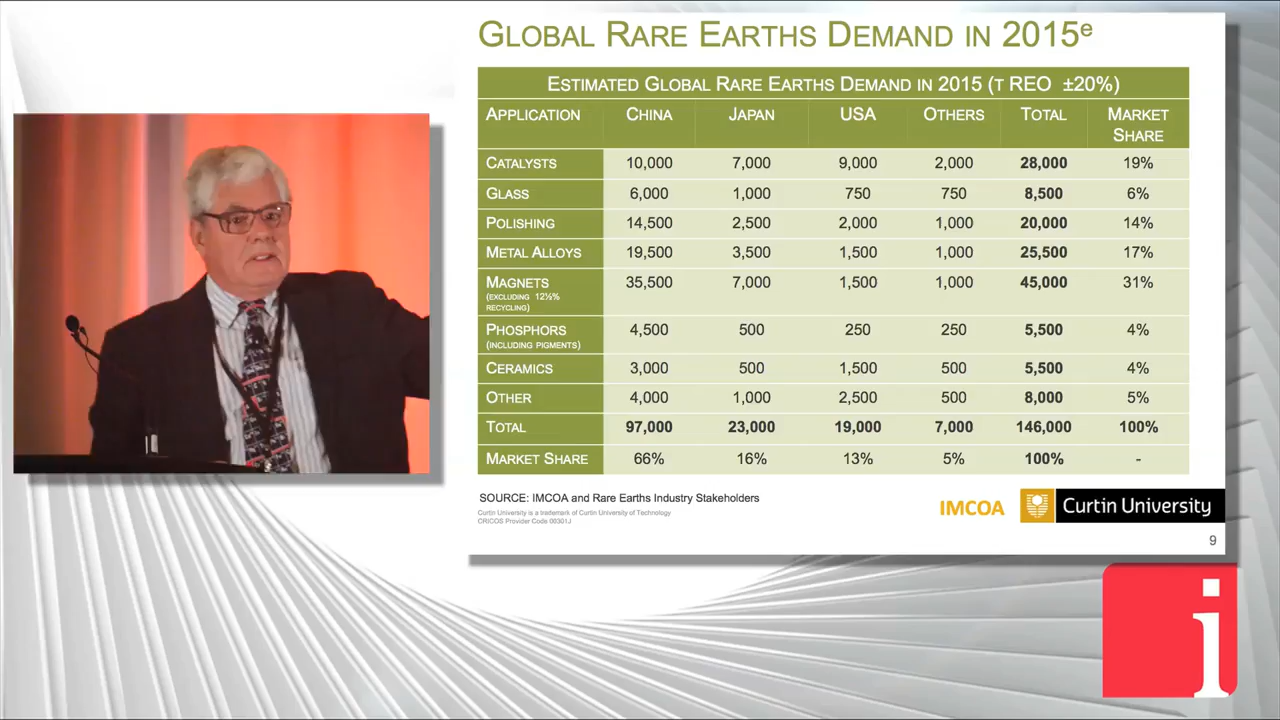 GLOBAL RARE EARTHS DEMAND IN 2015e
ESTIMATED GLOBAL RARE EARTHS DEMAND IN 2015 (T REO ±20%)
APPLICATION CHINA JAPAN USA OTHERS TOTAL MARKET SHARE
CATALYSTS 10,000 7,000 9,000 2,000 28,000 19%
GLASS 6,000 1,000 750 750 8,500 6%
POLISHING 14,500 2,500 2,000 1,000 20,000 14%
METAL ALLOYS 19,500 3,500 1,500 1,000 25,500 17%
MAGNETS 35,500 7,000 1,500 1,000 45,000 31%
(EXCLUDING 12½%
RECYCLING)
PHOSPHORS 4,500 500 250 250 5,500 4%
(INCLUDING PIGMENTS)
CERAMICS 3,000 500 1,500 500 5,500 4%
OTHER 4,000 1,000 2,500 500 8,000 5%
TOTAL 97,000 23,000 19,000 7,000 146,000 100%
MARKET SHARE 66% 16% 13% 5% 100% -
SOURCE: IMCOA and Rare Earths Industry Stakeholders
Curtin University is a trademark of Curtin University of Technology
CRICOS Provider Code 00301J
IMCOA
Curtin University
9
i